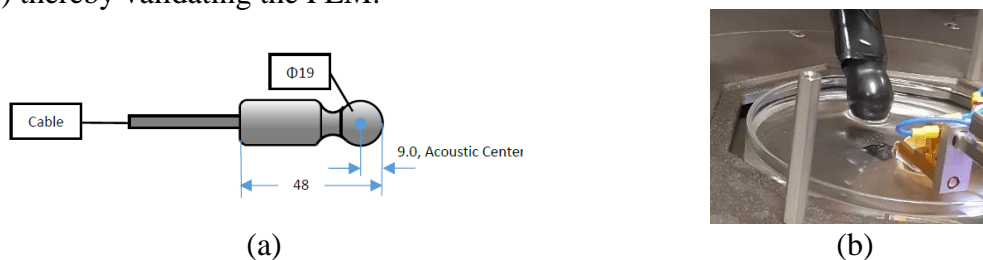 ) thereby validating the FEM.
Φ19
Cable
9.0, Acoustic Center
48
(a)
(b)